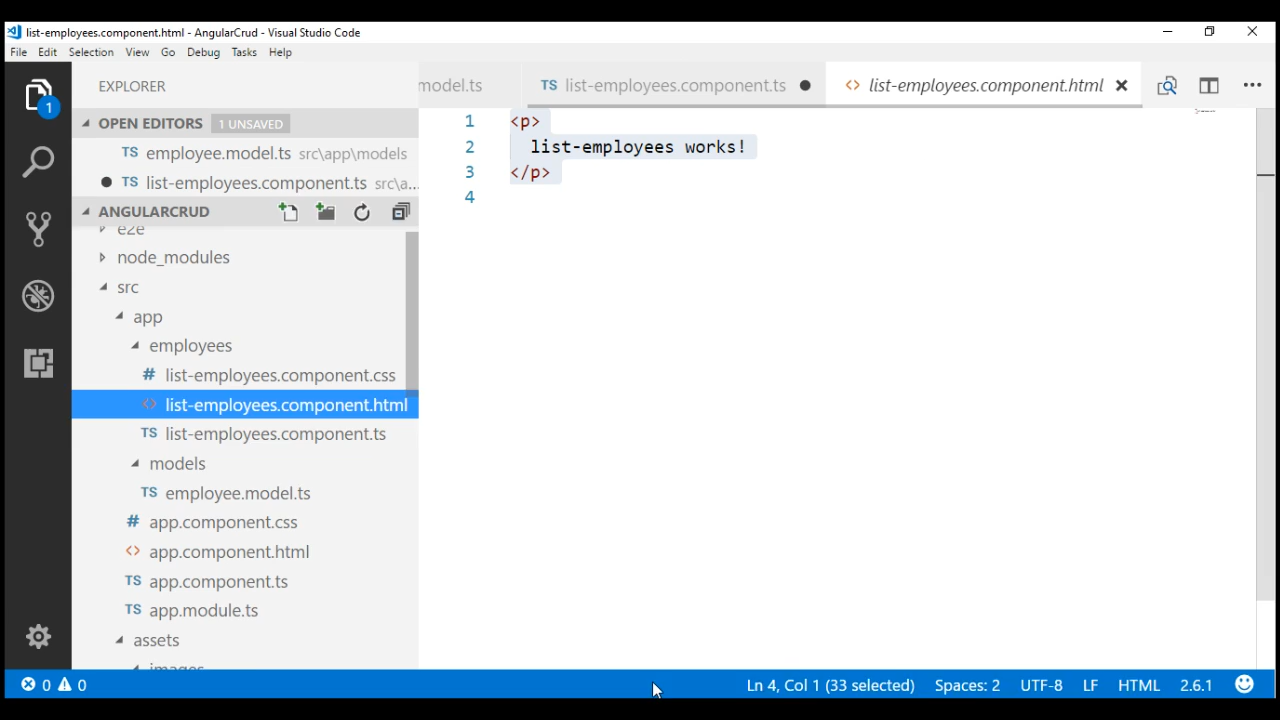 list-employees.component.html - AngularCrud - Visual Studio Code
File Edit Selection View Go Debug Tasks Help
EXPLORER
model.ts
TS list-employees.component.ts
<> list-employees.component.html
1
OPEN EDITORS 1 UNSAVED
TS employee.model.ts src\app\models
TS list-employees.component.ts src\a...
ANGULARCRUD
e2e
node_modules
src
app
employees
# list-employees.component.css
<> list-employees.component.html
TS list-employees.component.ts
models
TS employee.model.ts
# app.component.css
<> app.component.html
TS app.component.ts
TS app.module.ts
assets
images
1 <p>
2 list-employees works!
3 </p>
4
0 0
Ln 4, Col 1 (33 selected) Spaces: 2 UTF-8 LF HTML 2.6.1